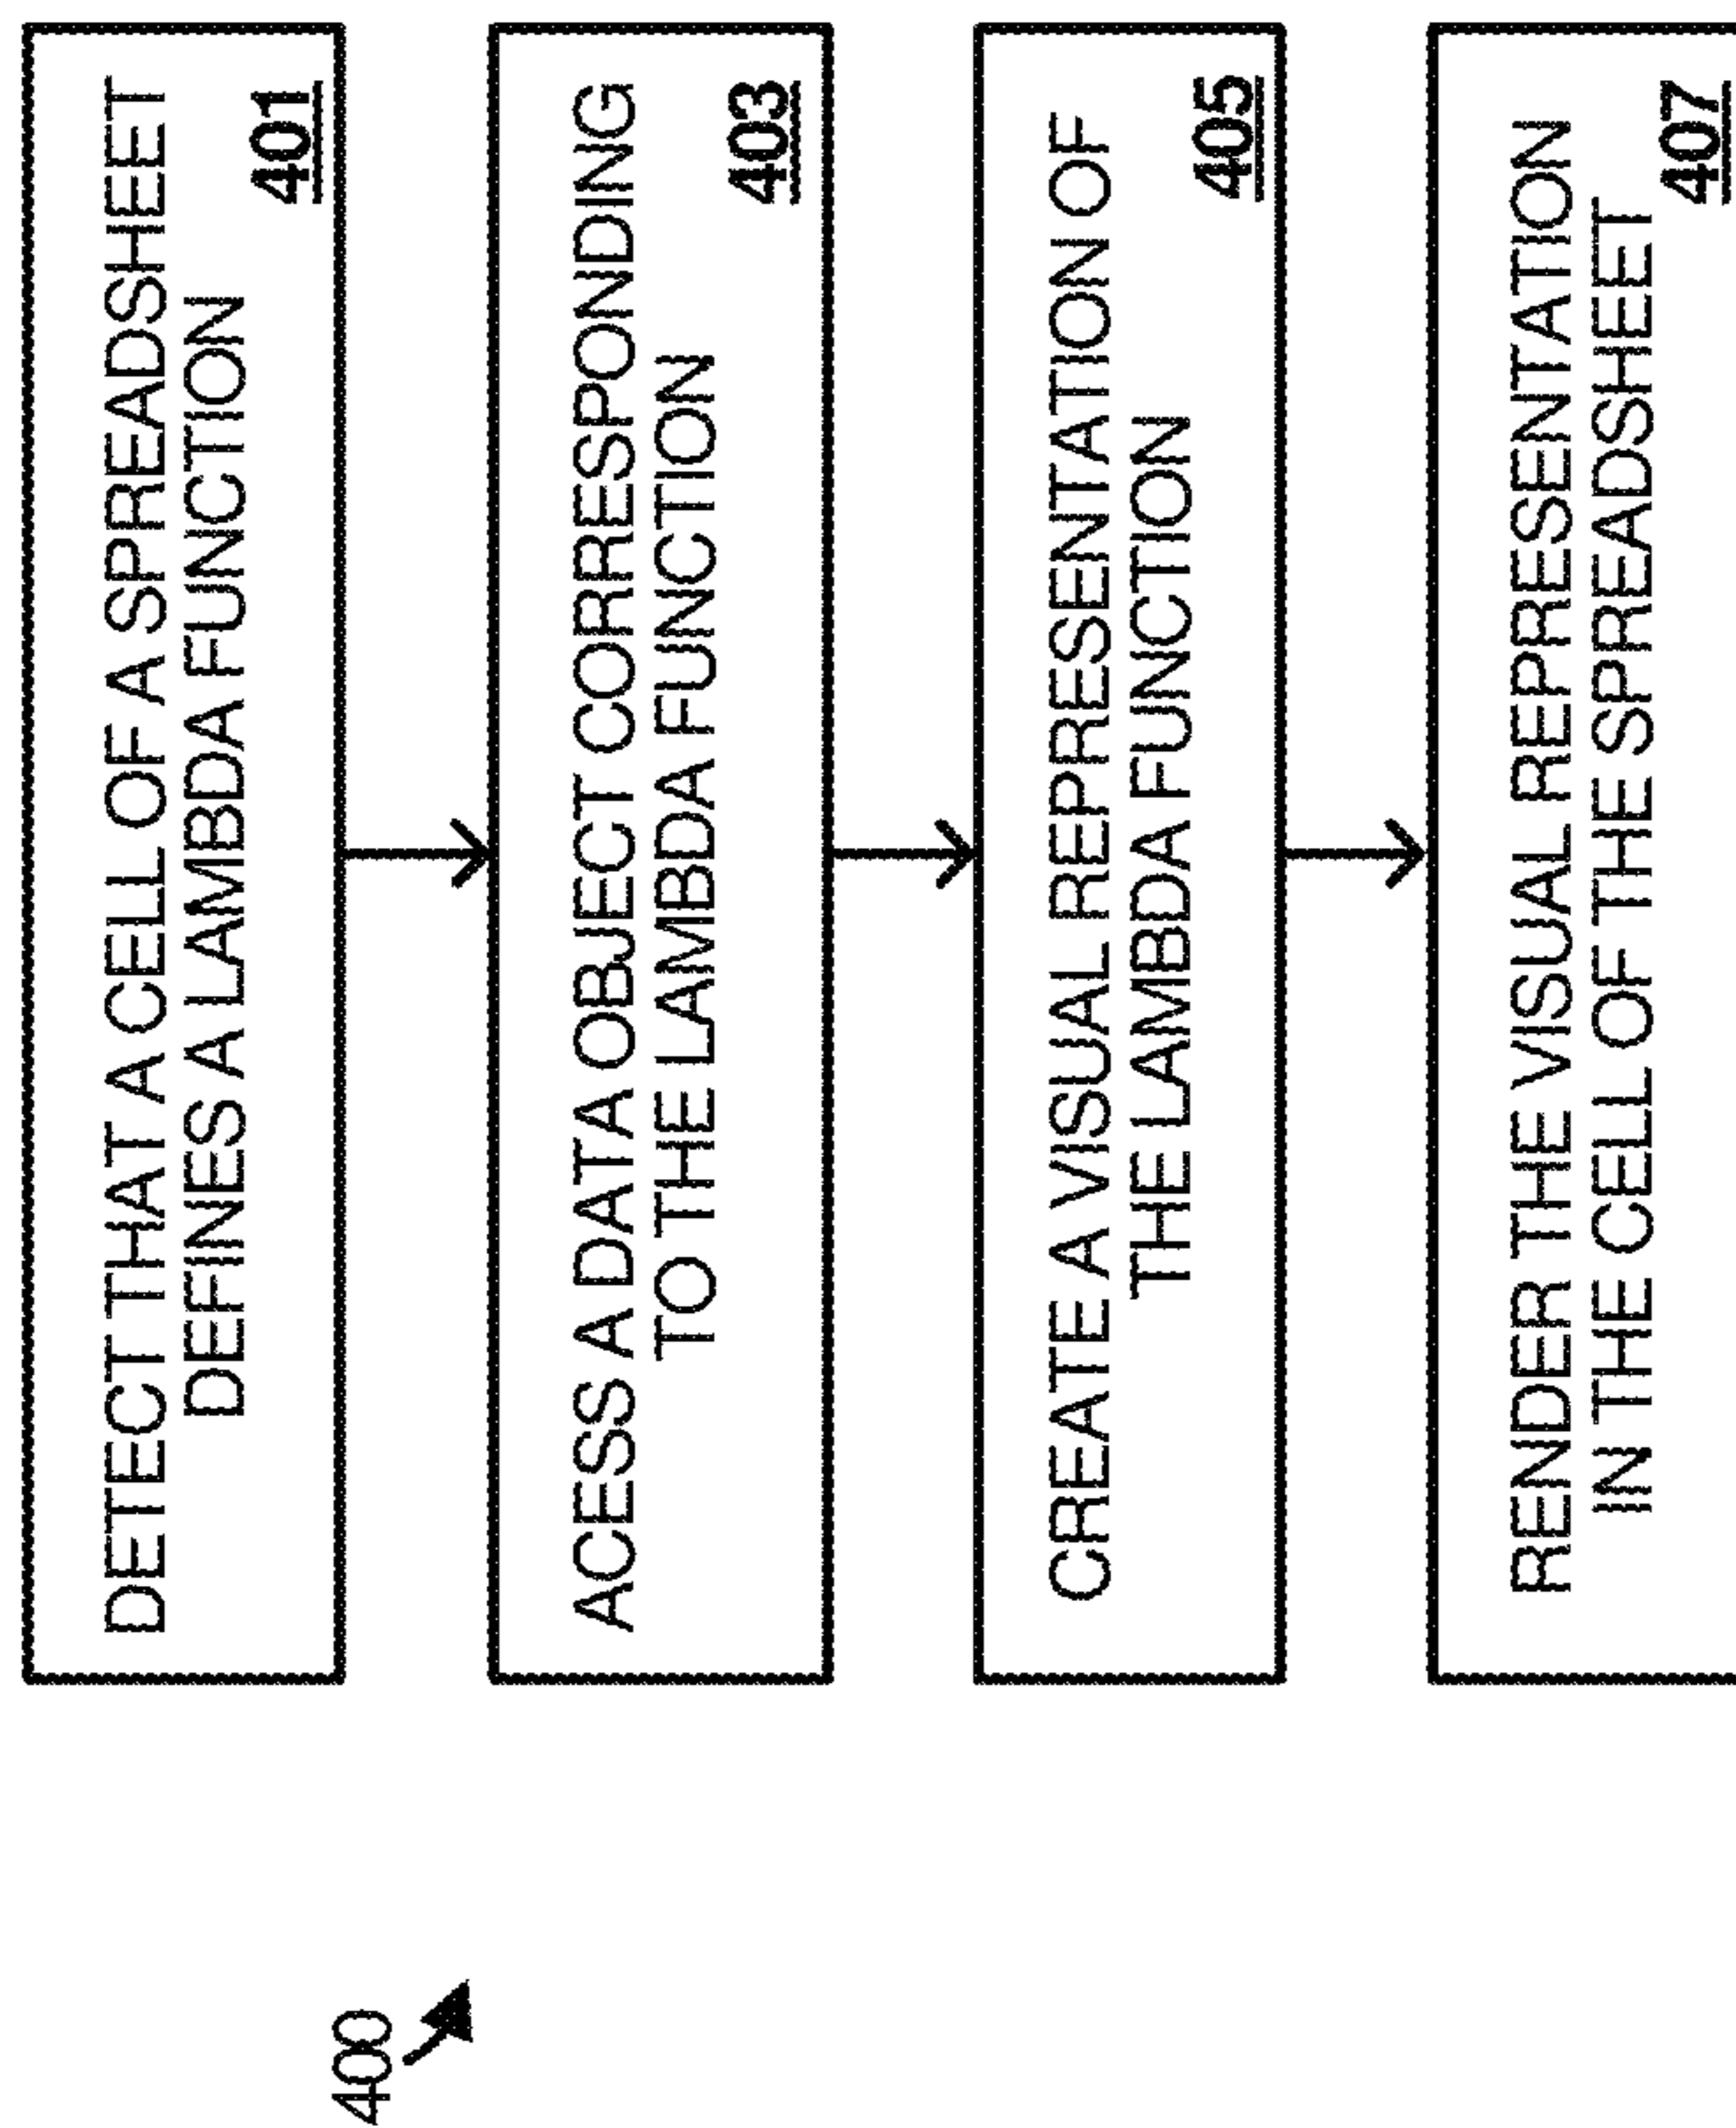 400
DETECT THAT A CELL OF A SPREADSHEET
DEFINES A LAMBDA FUNCTION
401
ACESS A DATA OBJECT CORRESPONDING
TO THE LAMBDA FUNCTION
403
CREATE A VISUAL REPRESENTATION OF
THE LAMBDA FUNCTION
405
RENDER THE VISUAL REPRESENTATION
IN THE CELL OF THE SPREADSHEET
407